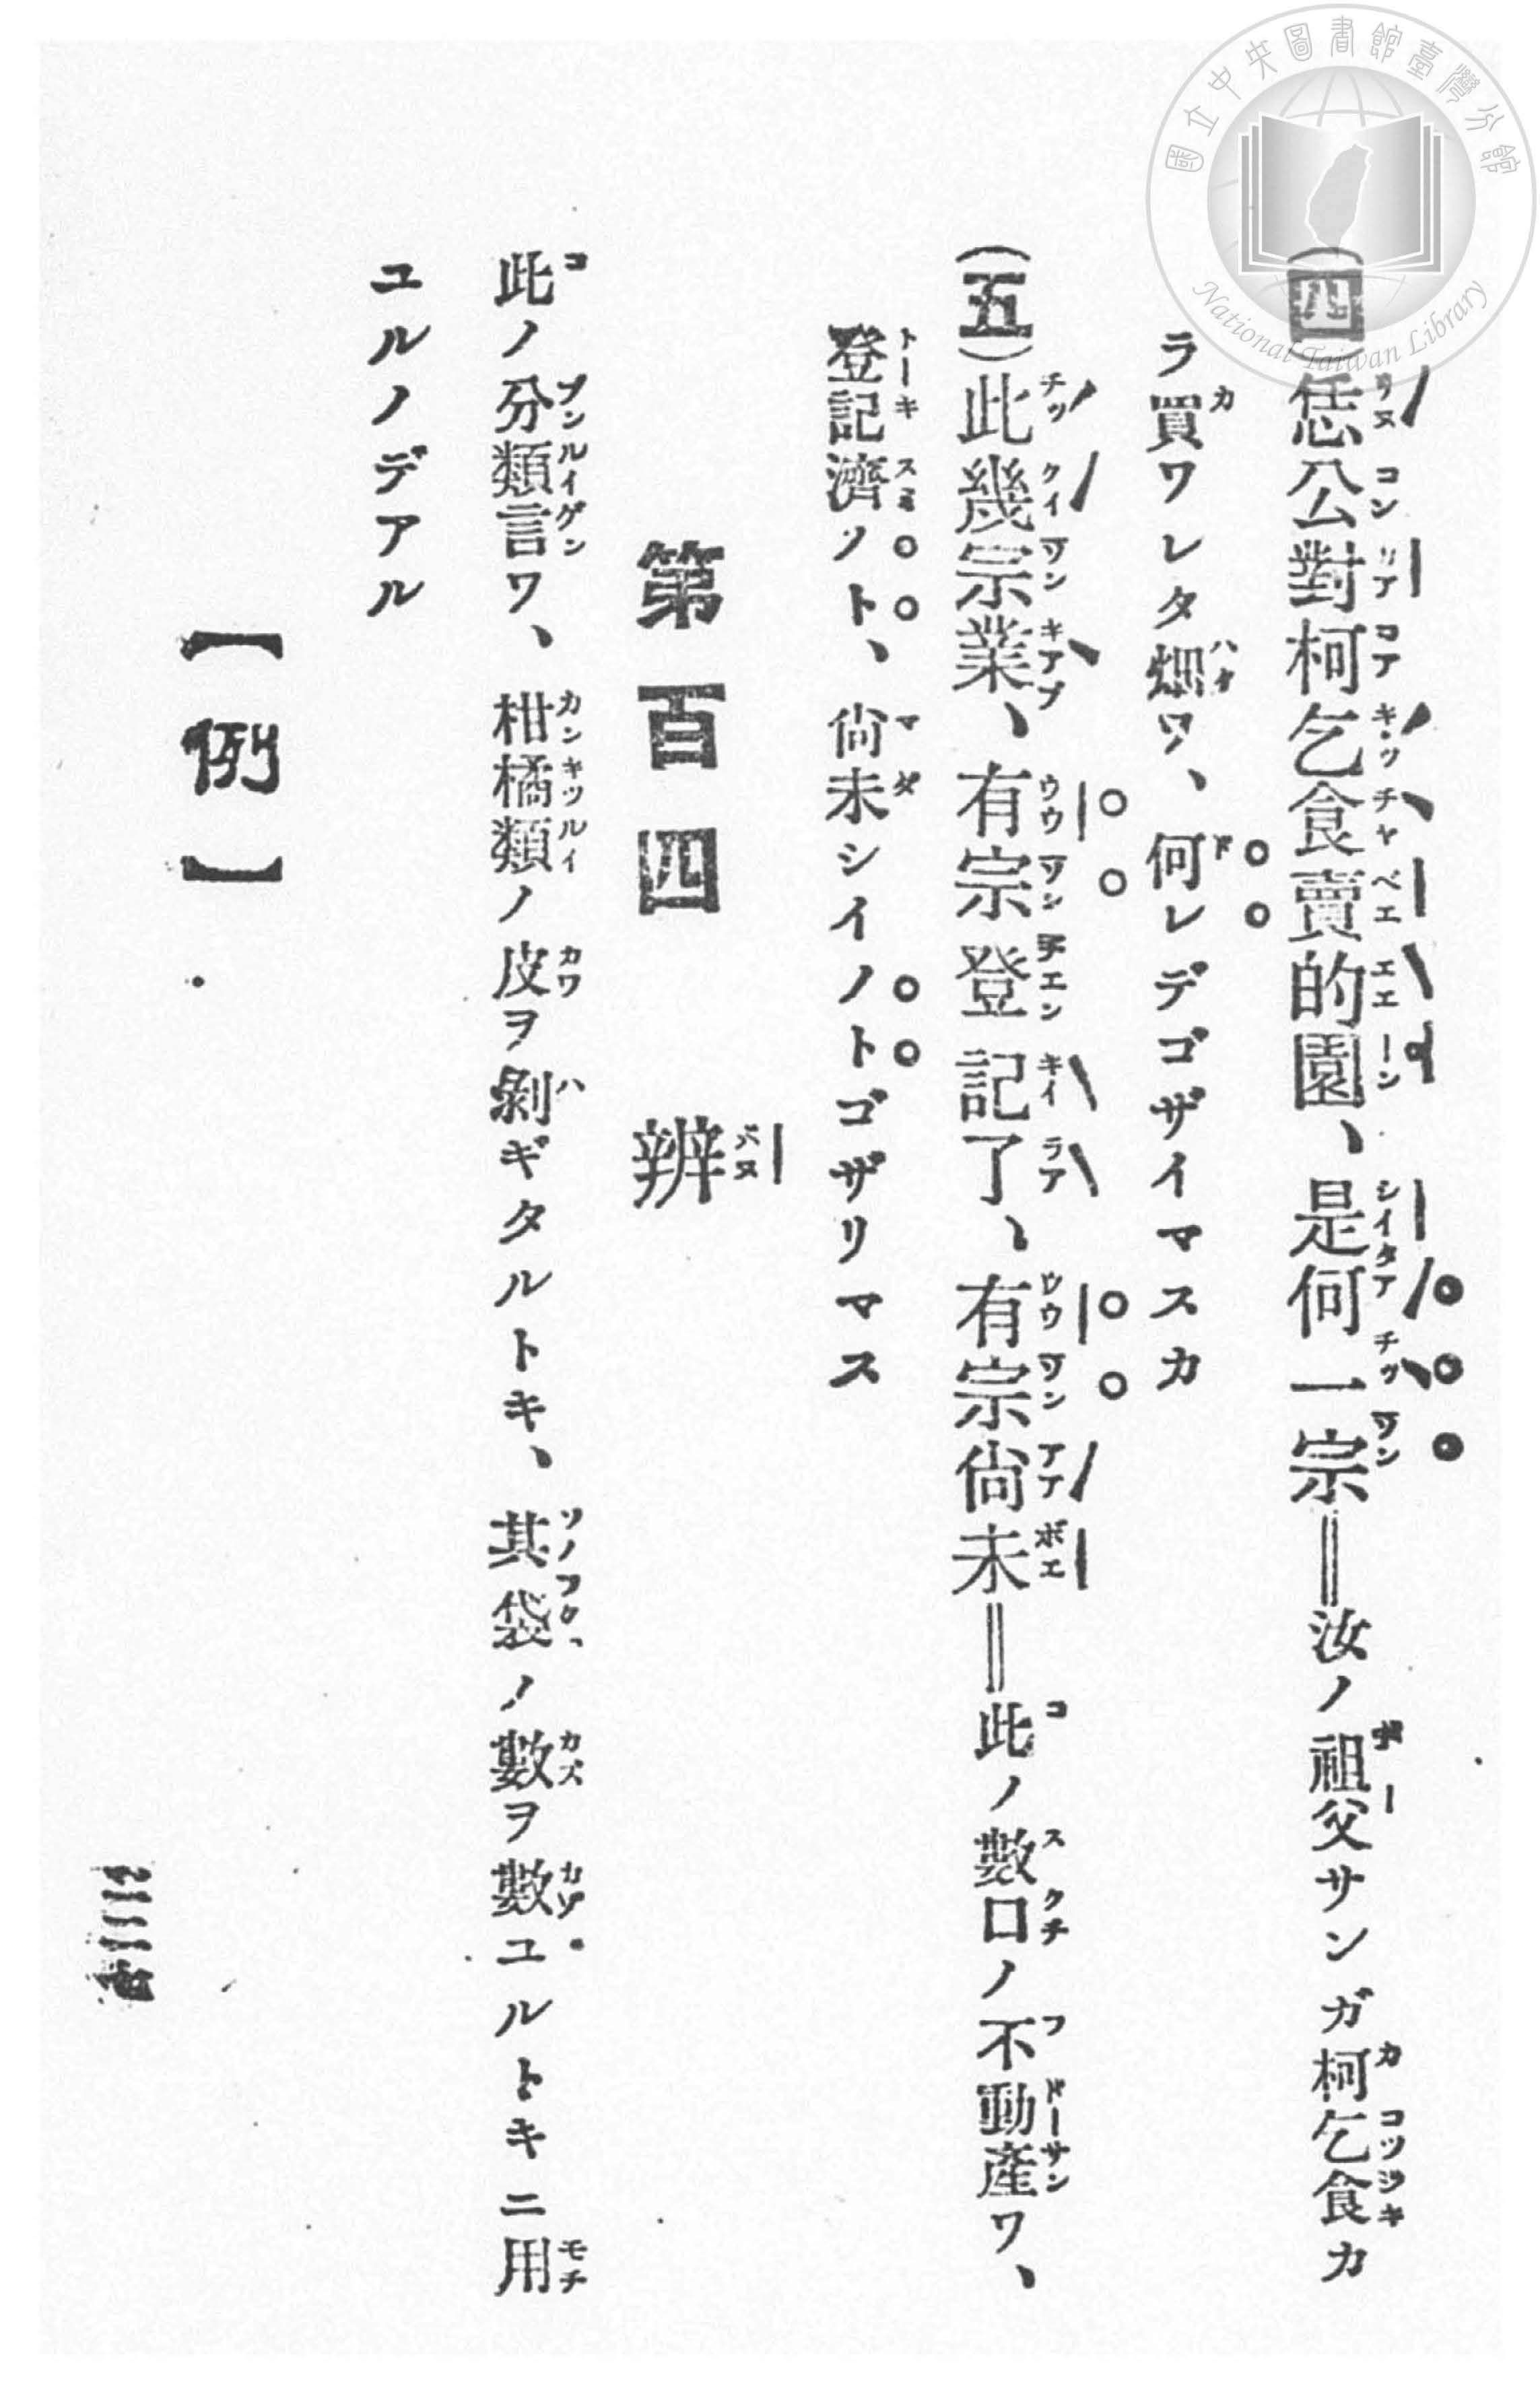 (四)恁公對柯乞食賣的園、是何一宗＝汝ノ祖父サンガ柯乞食カ
ラ買ワレタ畑ワ、何レデゴザイマスカ
(五)此幾宗業、有宗登記了、有宗尙未＝此ノ數口ノ不動產ワ、
登記濟ノト、尙未シイノトゴザリマス
第百四 辨
此ノ分類言ワ、柑橘類ノ皮ヲ剝ギタルトキ、其袋ノ數ヲ數ユルトキニ用
ユルノデアル
【例】
國立中央圖書館臺灣分館
National Taiwan Library